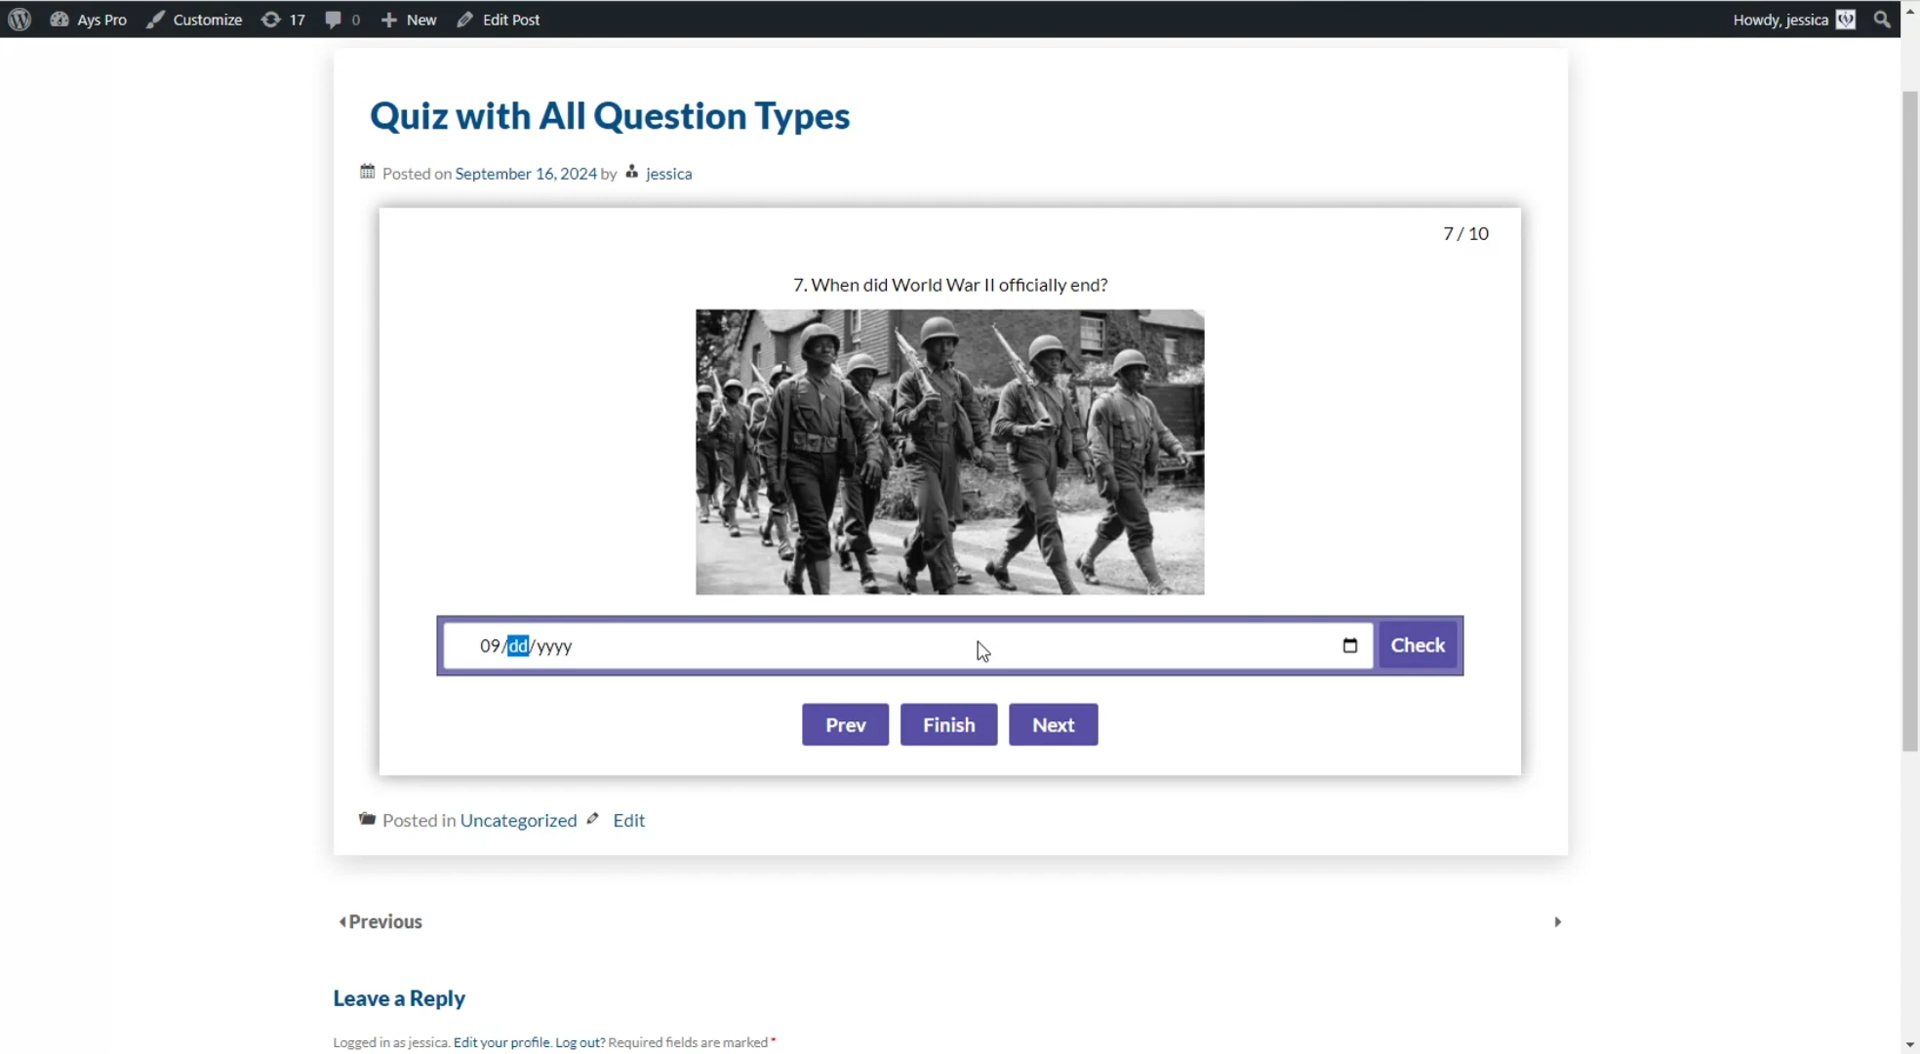 Ays Pro Customize 17 0 New Edit Post Howdy, jessica
Quiz with All Question Types
Posted on September 16, 2024 by jessica
7 / 10
7. When did World War II officially end?
09/dd/yyyy Check
Prev Finish Next
Posted in Uncategorized Edit
Previous
Leave a Reply
Logged in as jessica. Edit your profile. Log out? Required fields are marked *